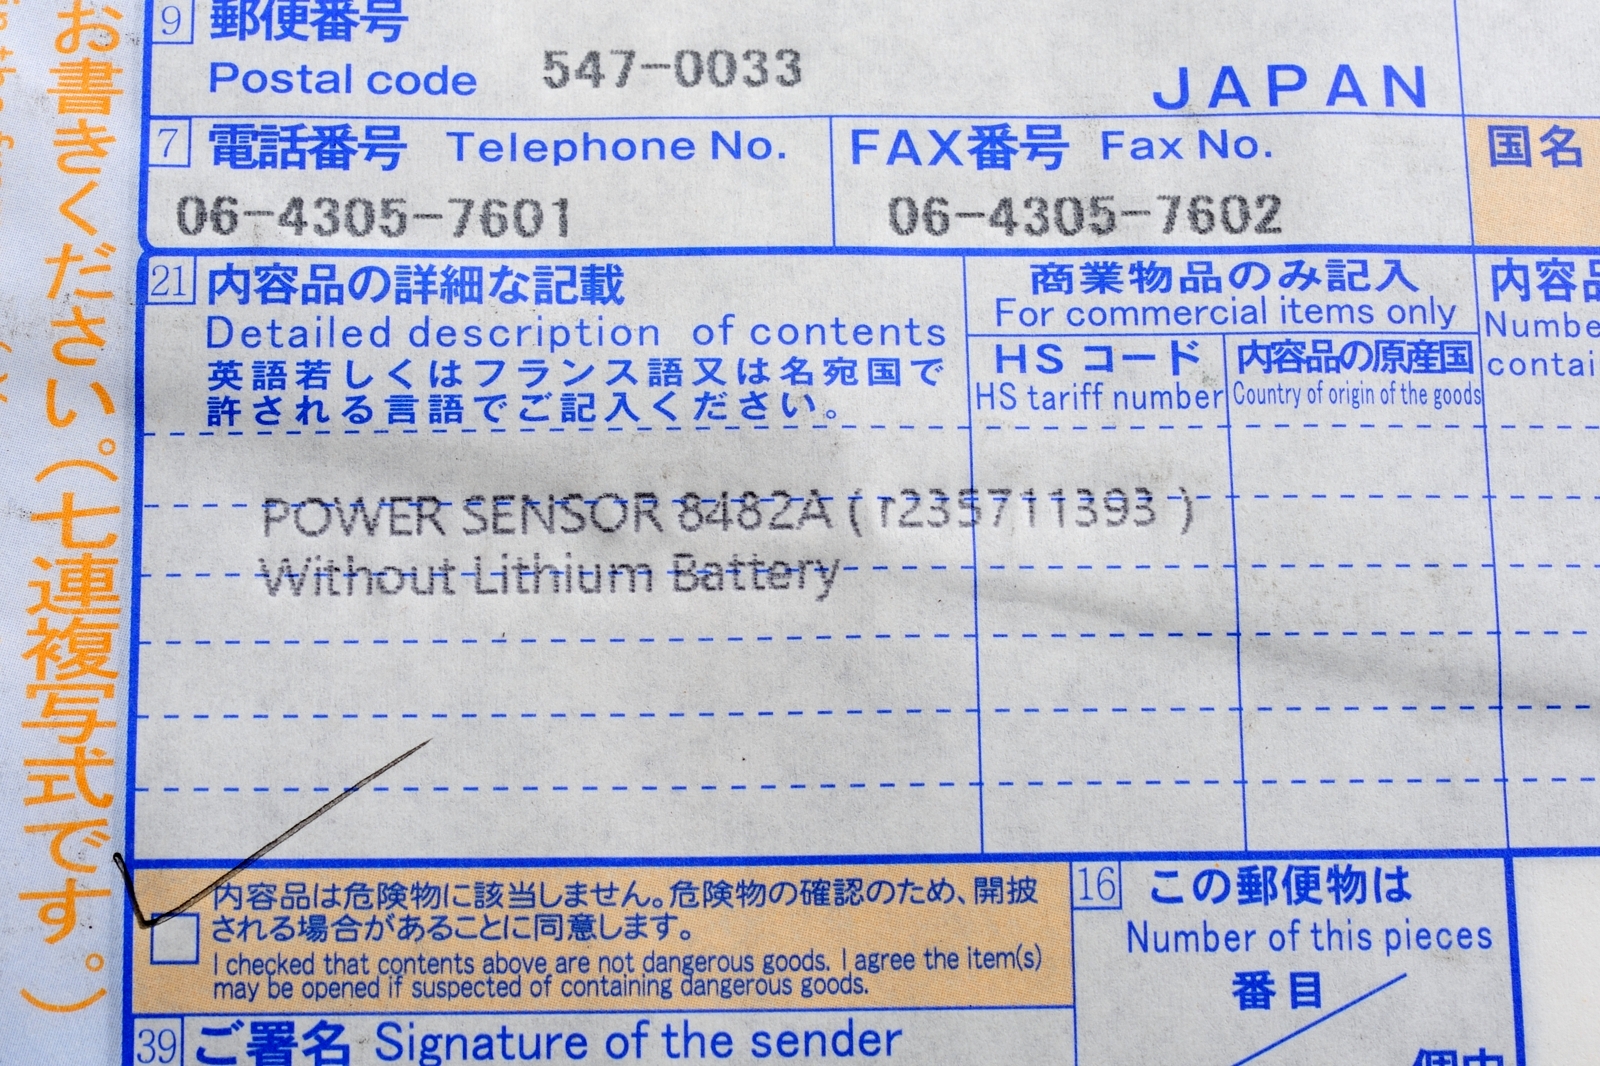 お書きください。（七連複写式です。）
9 郵便番号
Postal code 547-0033
JAPAN
7 電話番号 Telephone No.
06-4305-7601
FAX番号 Fax No.
06-4305-7602
国名
21 内容品の詳細な記載
Detailed description of contents
英語若しくはフランス語又は名宛国で
許される言語でご記入ください。
商業物品のみ記入
For commercial items only
HS コード
HS tariff number
内容品の原産国
Country of origin of the goods
内容品
Numbe
contai
POWER SENSOR 8482A ( r235711393 )
Without Lithium Battery
内容品は危険物に該当しません。危険物の確認のため、開披
される場合があることに同意します。
I checked that contents above are not dangerous goods. I agree the item(s)
may be opened if suspected of containing dangerous goods.
16 この郵便物は
Number of this pieces
番目
個中
39 ご署名 Signature of the sender